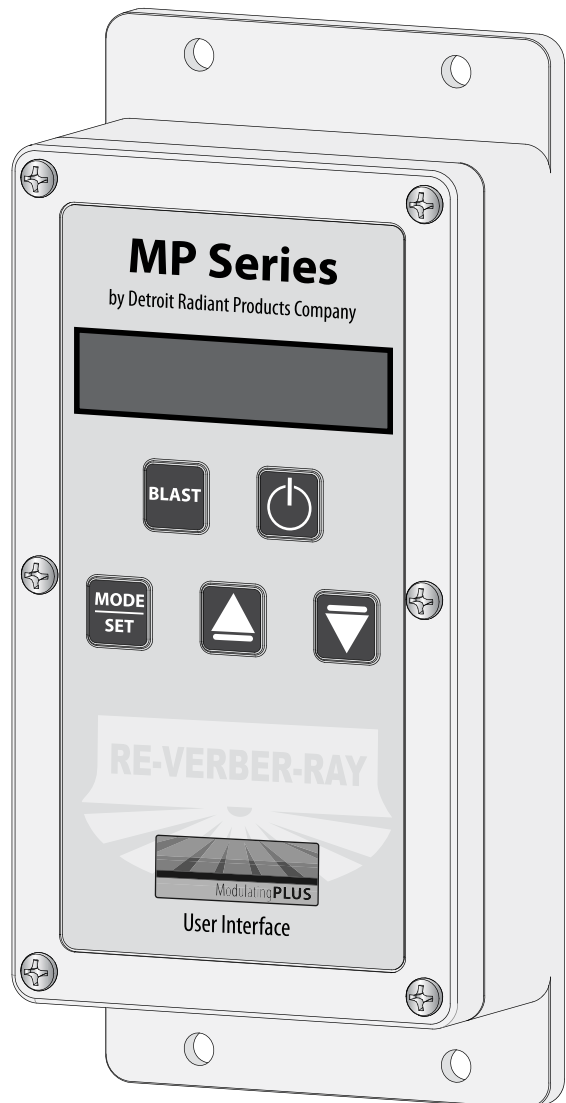 MP Series
by Detroit Radiant Products Company
BLAST
MODE
SET
RE-VERBER-RAY
ModulatingPLUS
User Interface